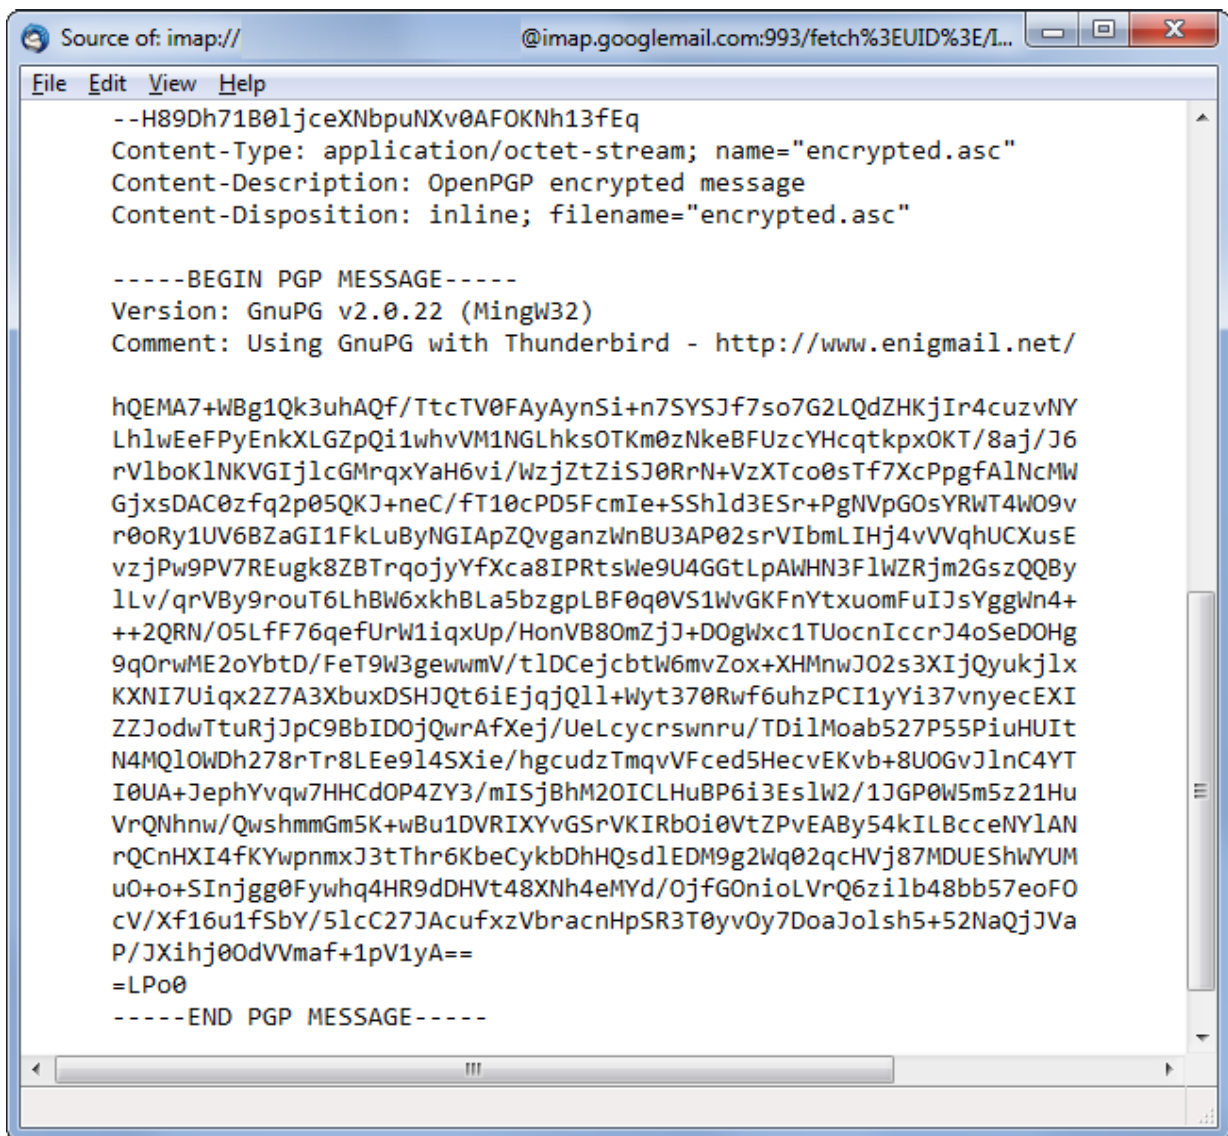 Source of: imap:// @imap.googlemail.com:993/fetch%3EUID%3E/I...
File Edit View Help
--H89Dh71B0ljceXNbpuNXv0AFOKNh13fEq
Content-Type: application/octet-stream; name="encrypted.asc"
Content-Description: OpenPGP encrypted message
Content-Disposition: inline; filename="encrypted.asc"
-----BEGIN PGP MESSAGE-----
Version: GnuPG v2.0.22 (MingW32)
Comment: Using GnuPG with Thunderbird - http://www.enigmail.net/
hQEMA7+WBg1Qk3uhAQf/TtcTV0FAyAynSi+n7SYSJf7so7G2LQdZHKjIr4cuzvNY
LhlwEeFPyEnkXLGZpQi1whvVM1NGLhksOTKm0zNkeBFUzcYHcqtkpxOKT/8aj/J6
rVlboKlNKVGIjlcGMrqxYaH6vi/WzjZtZiSJ0RrN+VzXTco0sTf7XcPpgfAlNcMW
GjxsDAC0zfq2p05QKJ+neC/fT10cPD5FcmIe+SShld3ESr+PgNVpGOsYRWT4WO9v
r0oRy1UV6BZaGI1FkLuByNGIApZQvganzWnBU3AP02srVIbmLIHj4vVVqhUCXusE
vzjPw9PV7REugk8ZBTrqojyYfXca8IPRtsWe9U4GGtLpAWHN3FlWZRjm2GszQQBy
lLv/qrVBy9rouT6LhBW6xkhBLa5bzgpLBF0q0VS1WvGKFnYtxuomFuIJsYggWn4+
++2QRN/O5LfF76qefUrW1iqxUp/HonVB8OmZjJ+DOgWxc1TUocnIccrJ4oSeDOHg
9qOrwME2oYbtD/FeT9W3gewwmV/tlDCejcbtW6mvZox+XHMnwJO2s3XIjQyukjlx
KXNI7Uiqx2Z7A3XbuxDSHJQt6iEjqjQll+Wyt370Rwf6uhzPCI1yYi37vnyecEXI
ZZJodwTtuRjJpC9BbIDOjQwrAfXej/UeLcycrswnru/TDilMoab527P55PiuHUIt
N4MQlOWDh278rTr8LEe9l4SXie/hgcudzTmqvVFced5HecvEKvb+8UOGvJlnC4YT
I0UA+JephYvqw7HHCdOP4ZY3/mISjBhM2OICLHuBP6i3EslW2/1JGP0W5m5z21Hu
VrQNhnw/QwshmmGm5K+wBu1DVRIXYvGSrVKIRbOi0VtZPvEABy54kILBcceNYlAN
rQCnHXI4fKYwpnmxJ3tThr6KbeCykbDhHQsdlEDM9g2Wq02qcHVj87MDUEShWYUM
uO+o+SInjgg0Fywhq4HR9dDHVt48XNh4eMYd/OjfGOnioLVrQ6zilb48bb57eoFO
cV/Xf16u1fSbY/5lcC27JAcufxzVbracnHpSR3T0yvOy7DoaJolsh5+52NaQjJVa
P/JXihj0OdVVmaf+1pV1yA==
=LPo0
-----END PGP MESSAGE-----